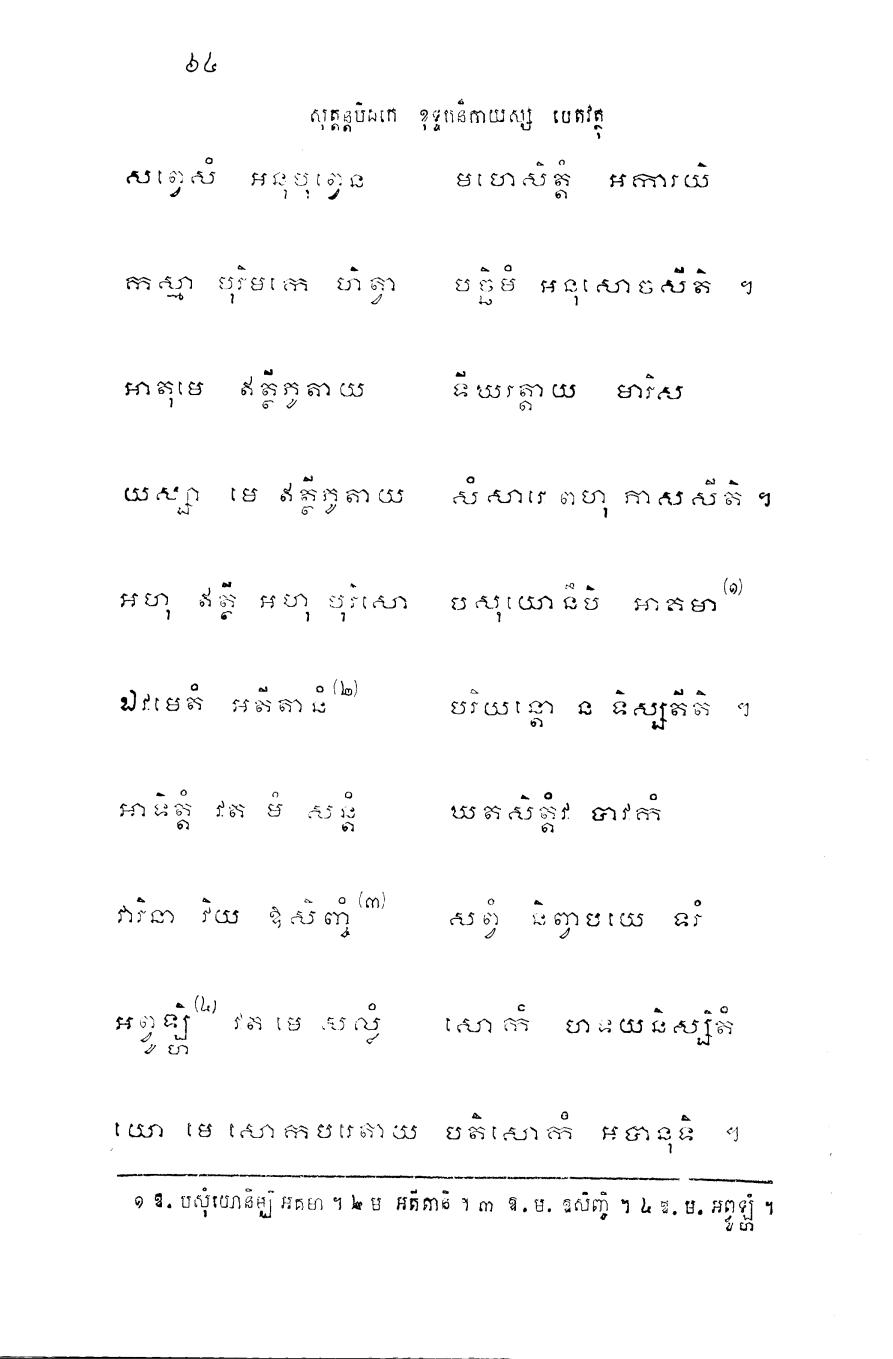 ៦៤
សុត្តន្តបិដកេ ខុទ្ទកនិកាយស្ស បេតវត្ថុ
សព្វេសំ អនុបុព្វេន មហេសិត្តំ អការយិ
កស្មា បុរិមកេ ហិត្វា បច្ឆិមំ អនុសោចសីតិ ។
អាតុមេ ឥត្ថីភូតាយ ទីឃរត្តាយ មារិស
យស្សា មេ ឥត្ថីភូតាយ សំសារេ ពហុ ភាសសីតិ ។
អហុ ឥត្ថី អហុ បុរិសោ បសុយោនឹបិ អាគមា(១)
ឯវមេតំ អតីតានំ(២) បរិយន្តោ ន ទិស្សតីតិ ។
អាទិត្តំ វត មំ សន្តំ ឃតសិត្តំវ បាវកំ
វារិនា វិយ ឱសិញ្ចំ(៣) សព្វំ និព្វាបយេ ទរំ
អព្វូឡ្ហិ(៤) វត មេ សល្លំ សោកំ ហទយនិស្សិតំ
យោ មេ សោកបរេតាយ បតិសោកំ អបានុទិ ។
១ ឱ. បសុំយោនិម្បិ អគមា ។ ២ ម អតីតានិ ។ ៣ ឱ. ម. ឱសិញ្ចិ ។ ៤ ឱ. ម. អព្វូឡ្ហំ ។